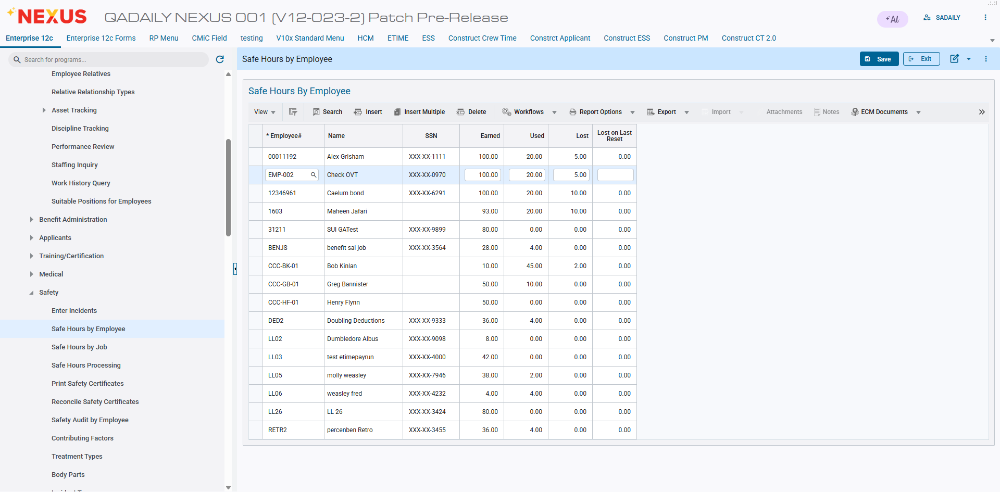 NEXUS
QADAILY NEXUS 001 (V12-023-2) Patch Pre-Release
AI
SADAILY
Enterprise 12c Enterprise 12c Forms RP Menu CMiC Field testing V10x Standard Menu HCM ETIME ESS Construct Crew Time Constrct Applicant Construct ESS Construct PM Construct CT 2.0
Search for programs...
Employee Relatives
Relative Relationship Types
Asset Tracking
Discipline Tracking
Performance Review
Staffing Inquiry
Work History Query
Suitable Positions for Employees
Benefit Administration
Applicants
Training/Certification
Medical
Safety
Enter Incidents
Safe Hours by Employee
Safe Hours by Job
Safe Hours Processing
Print Safety Certificates
Reconcile Safety Certificates
Safety Audit by Employee
Contributing Factors
Treatment Types
Body Parts
Safe Hours by Employee Save Exit
Safe Hours By Employee
View Search Insert Insert Multiple Delete Workflows Report Options Export Import Attachments Notes ECM Documents
* Employee# Name SSN Earned Used Lost Lost on Last Reset
00011192 Alex Grisham XXX-XX-1111 100.00 20.00 5.00 0.00
EMP-002 Check OVT XXX-XX-0970 100.00 20.00 5.00
12346961 Caelum bond XXX-XX-6291 100.00 20.00 10.00 0.00
1603 Maheen Jafari 93.00 20.00 10.00 0.00
31211 SUI GATest XXX-XX-9899 80.00 0.00 0.00 0.00
BENJS benefit sal job XXX-XX-3564 28.00 4.00 0.00 0.00
CCC-BK-01 Bob Kinlan 10.00 45.00 2.00 0.00
CCC-GB-01 Greg Bannister 50.00 10.00 0.00 0.00
CCC-HF-01 Henry Flynn 50.00 0.00 0.00 0.00
DED2 Doubling Deductions XXX-XX-9333 36.00 4.00 0.00 0.00
LL02 Dumbledore Albus XXX-XX-9098 8.00 0.00 0.00 0.00
LL03 test etimepayrun XXX-XX-4000 42.00 0.00 0.00 0.00
LL05 molly weasley XXX-XX-7946 38.00 2.00 0.00 0.00
LL06 weasley fred XXX-XX-4232 4.00 4.00 0.00 0.00
LL26 LL 26 XXX-XX-3424 80.00 0.00 0.00 0.00
RETR2 percenben Retro XXX-XX-3455 36.00 4.00 0.00 0.00